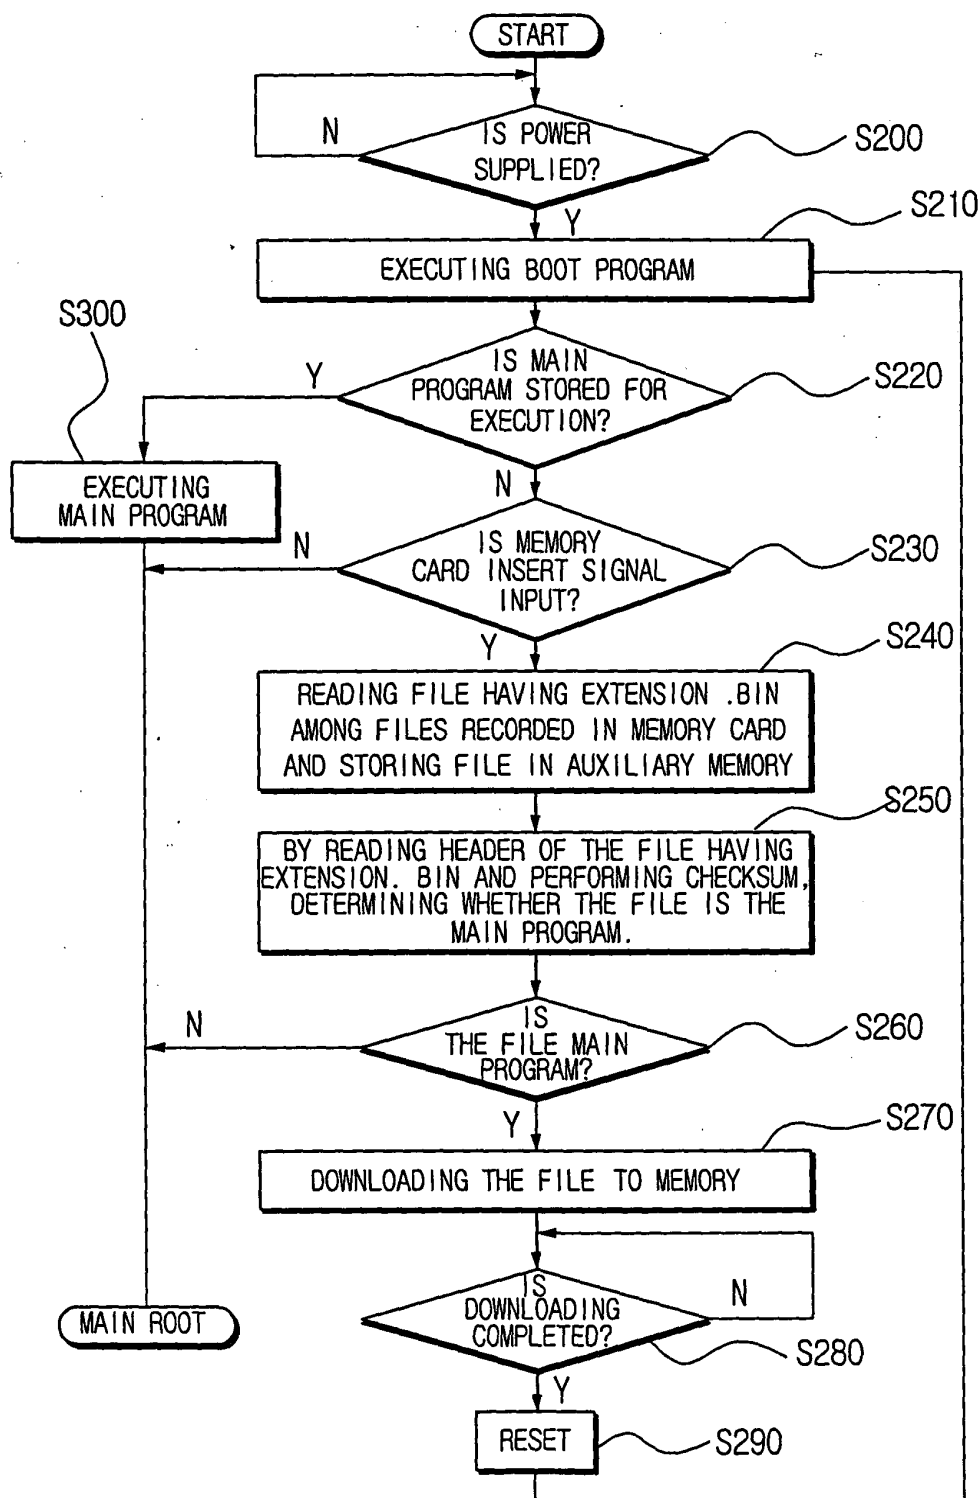 START
N
IS POWER
SUPPLIED?
S200
Y
S210
EXECUTING BOOT PROGRAM
S300
Y
IS MAIN
PROGRAM STORED FOR
EXECUTION?
S220
EXECUTING
MAIN PROGRAM
N
N
IS MEMORY
CARD INSERT SIGNAL
INPUT?
S230
Y
S240
READING FILE HAVING EXTENSION .BIN
AMONG FILES RECORDED IN MEMORY CARD
AND STORING FILE IN AUXILIARY MEMORY
S250
BY READING HEADER OF THE FILE HAVING
EXTENSION. BIN AND PERFORMING CHECKSUM,
DETERMINING WHETHER THE FILE IS THE
MAIN PROGRAM.
N
IS
THE FILE MAIN
PROGRAM?
S260
Y
S270
DOWNLOADING THE FILE TO MEMORY
IS
DOWNLOADING
COMPLETED?
N
MAIN ROOT
S280
Y
RESET
S290